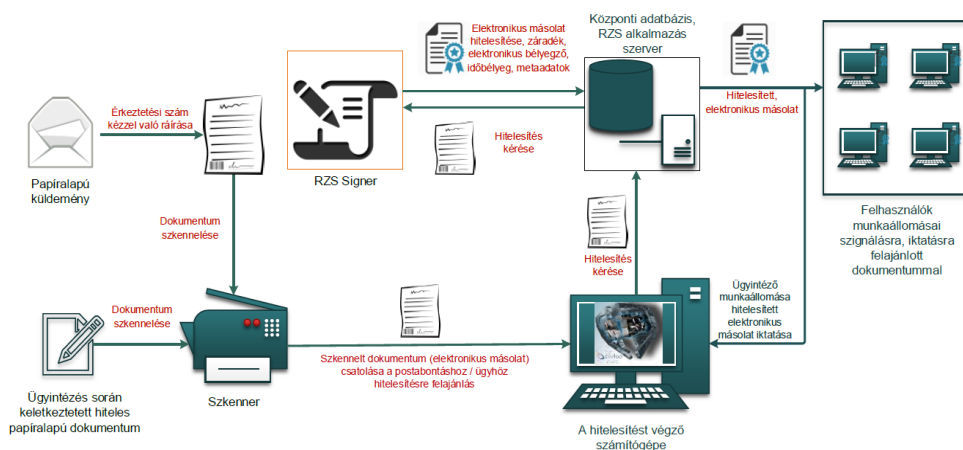 Elektronikus másolat
hitelesítése, záradék,
elektronikus bélyegző,
időbélyeg, metaadatok
Központi adatbázis,
RZS alkalmazás
szerver
Hitelesített,
elektronikus másolat
Érkeztetési szám
kézzel való ráírása
Hitelesítés
kérése
Papíralapú
küldemény
RZS Signer
Dokumentum
szkennelése
Hitelesítés
kérése
Felhasználók
munkaállomásai
szignálásra, iktatásra
felajánlott
dokumentummal
Ügyintéző
munkaállomása
hitelesített
elektronikus
másolat iktatása
Dokumentum
szkennelése
Szkennelt dokumentum (elektronikus másolat)
csatolása a postabontáshoz / ügyhöz
hitelesítésre felajánlás
Szkenner
Ügyintézés során
keletkeztetett hiteles
papíralapú dokumentum
A hitelesítést végző
számítógépe